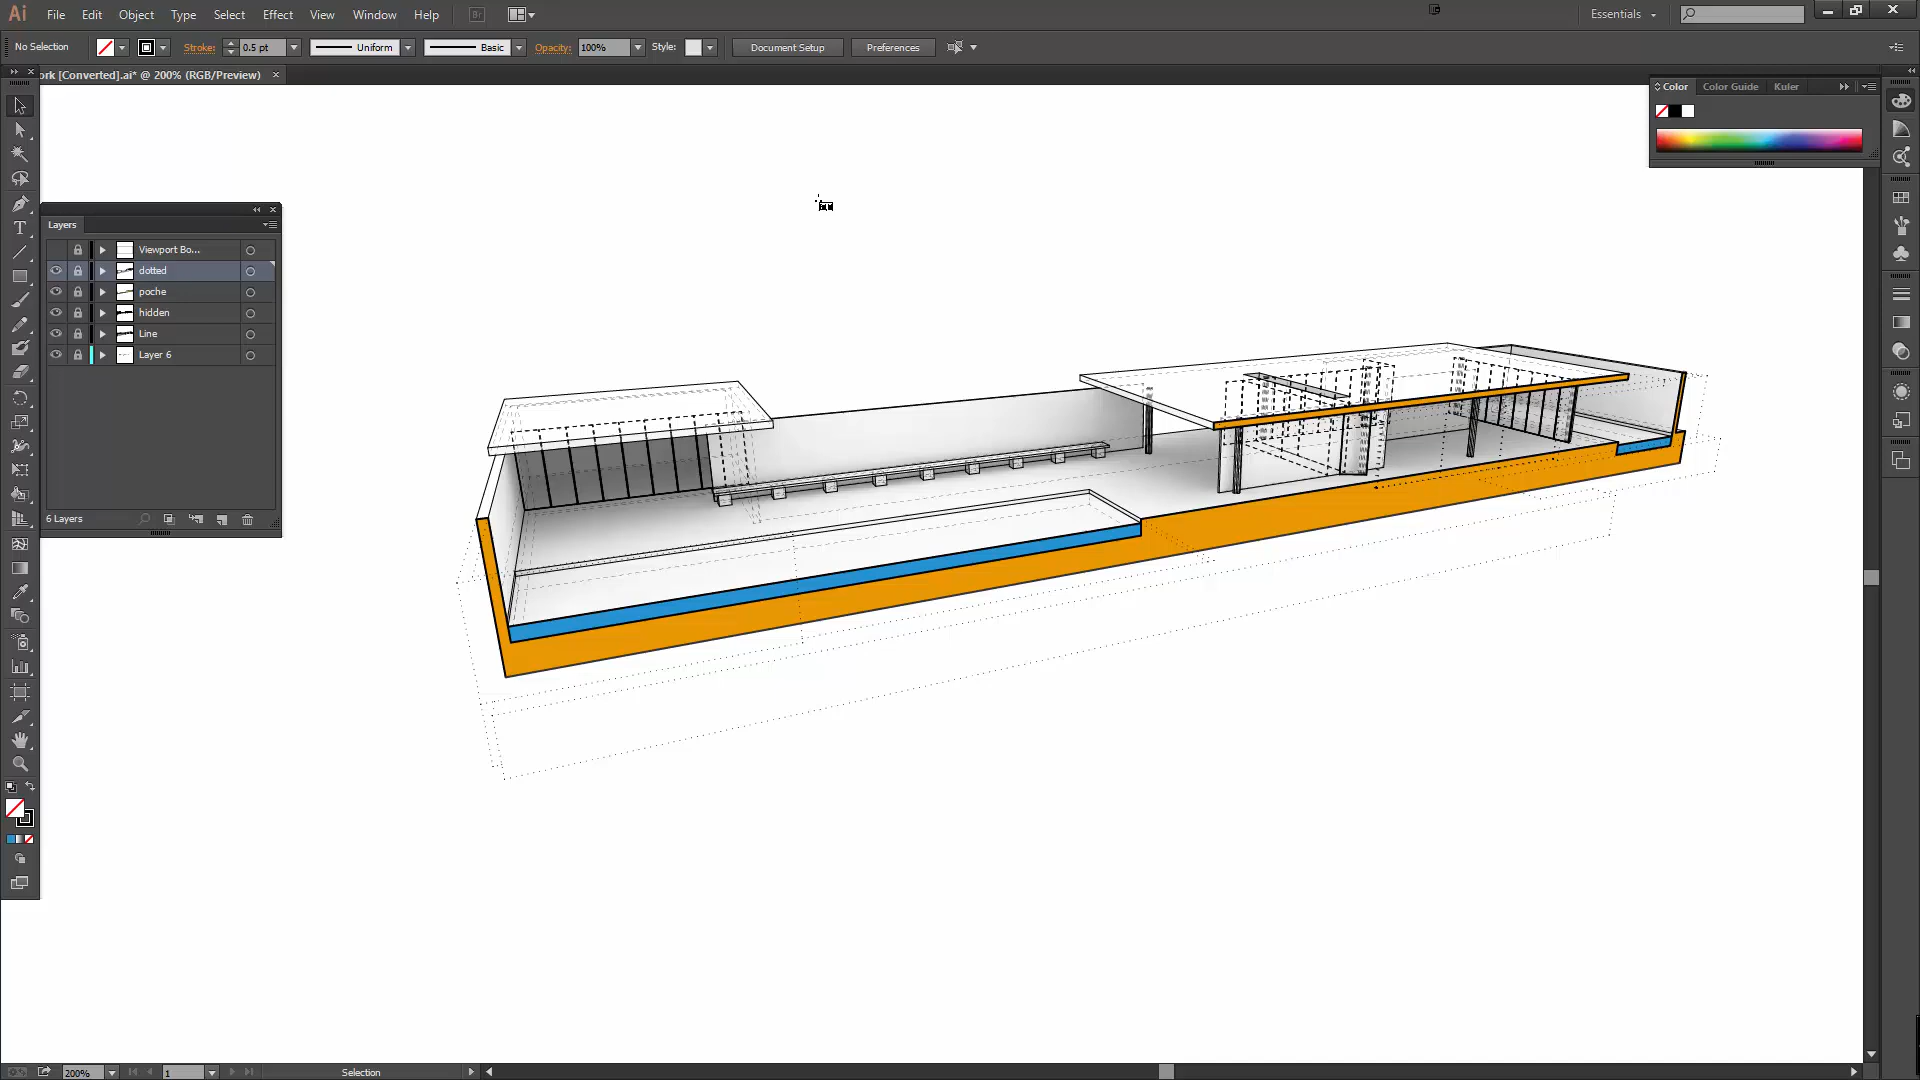 Ai File Edit Object Type Select Effect View Window Help Br Essentials
No Selection Stroke: 0.5 pt Uniform Basic Opacity: 100% Style: Document Setup Preferences
ork [Converted].ai* @ 200% (RGB/Preview)
Color Color Guide Kuler
Layers
Viewport Bo...
dotted
poche
hidden
Line
Layer 6
6 Layers
200% 1 Selection